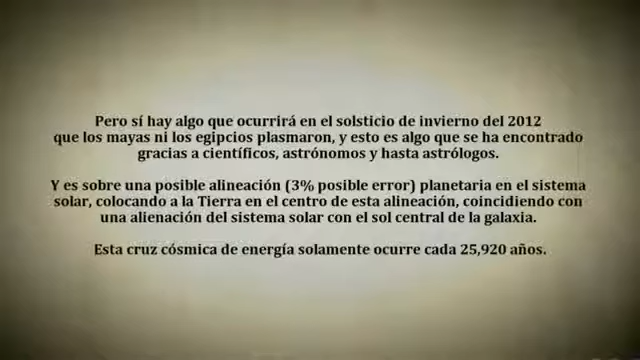 Pero sí hay algo que ocurrirá en el solsticio de invierno del 2012
que los mayas ni los egipcios plasmaron, y esto es algo que se ha encontrado
gracias a científicos, astrónomos y hasta astrólogos.
Y es sobre una posible alineación (3% posible error) planetaria en el sistema
solar, colocando a la Tierra en el centro de esta alineación, coincidiendo con
una alienación del sistema solar con el sol central de la galaxia.
Esta cruz cósmica de energía solamente ocurre cada 25,920 años.